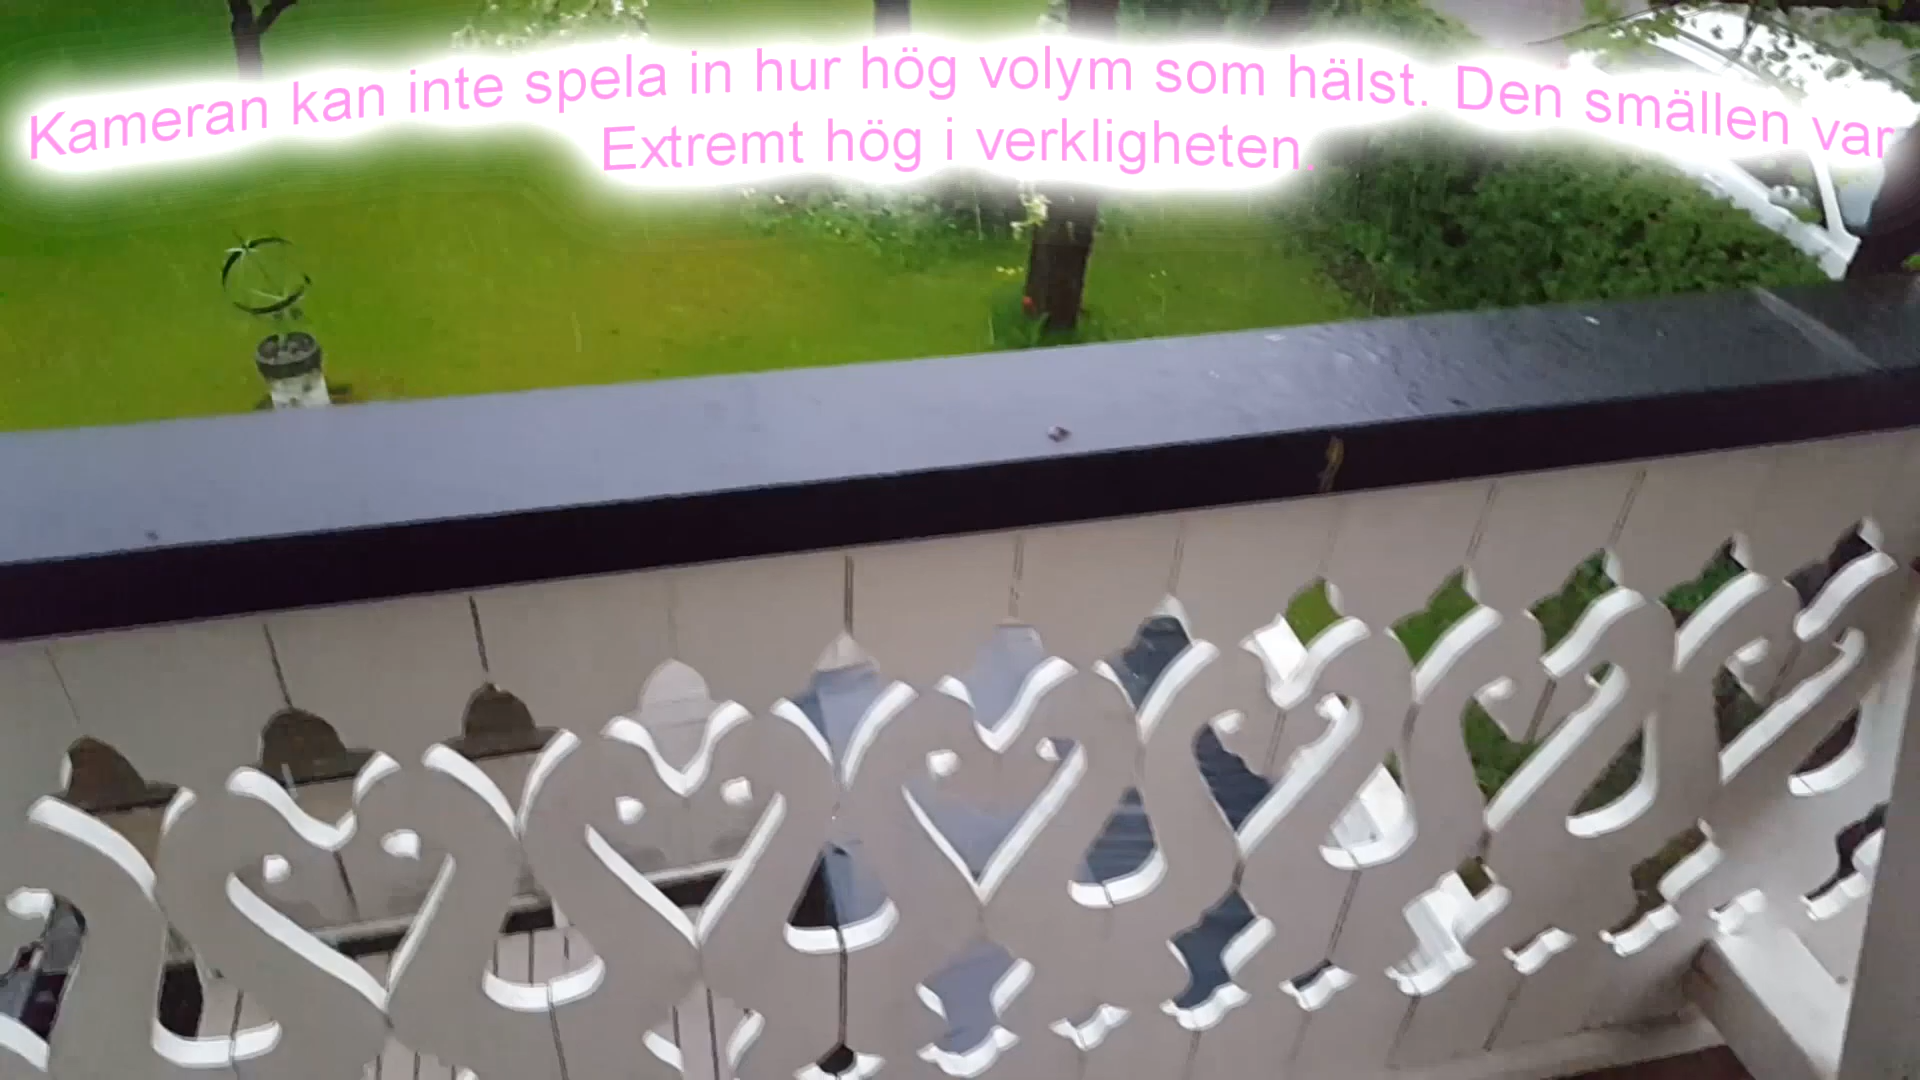 Kameran kan inte spela in hur hög volym som hälst. Den smällen var
Extremt hög i verkligheten.